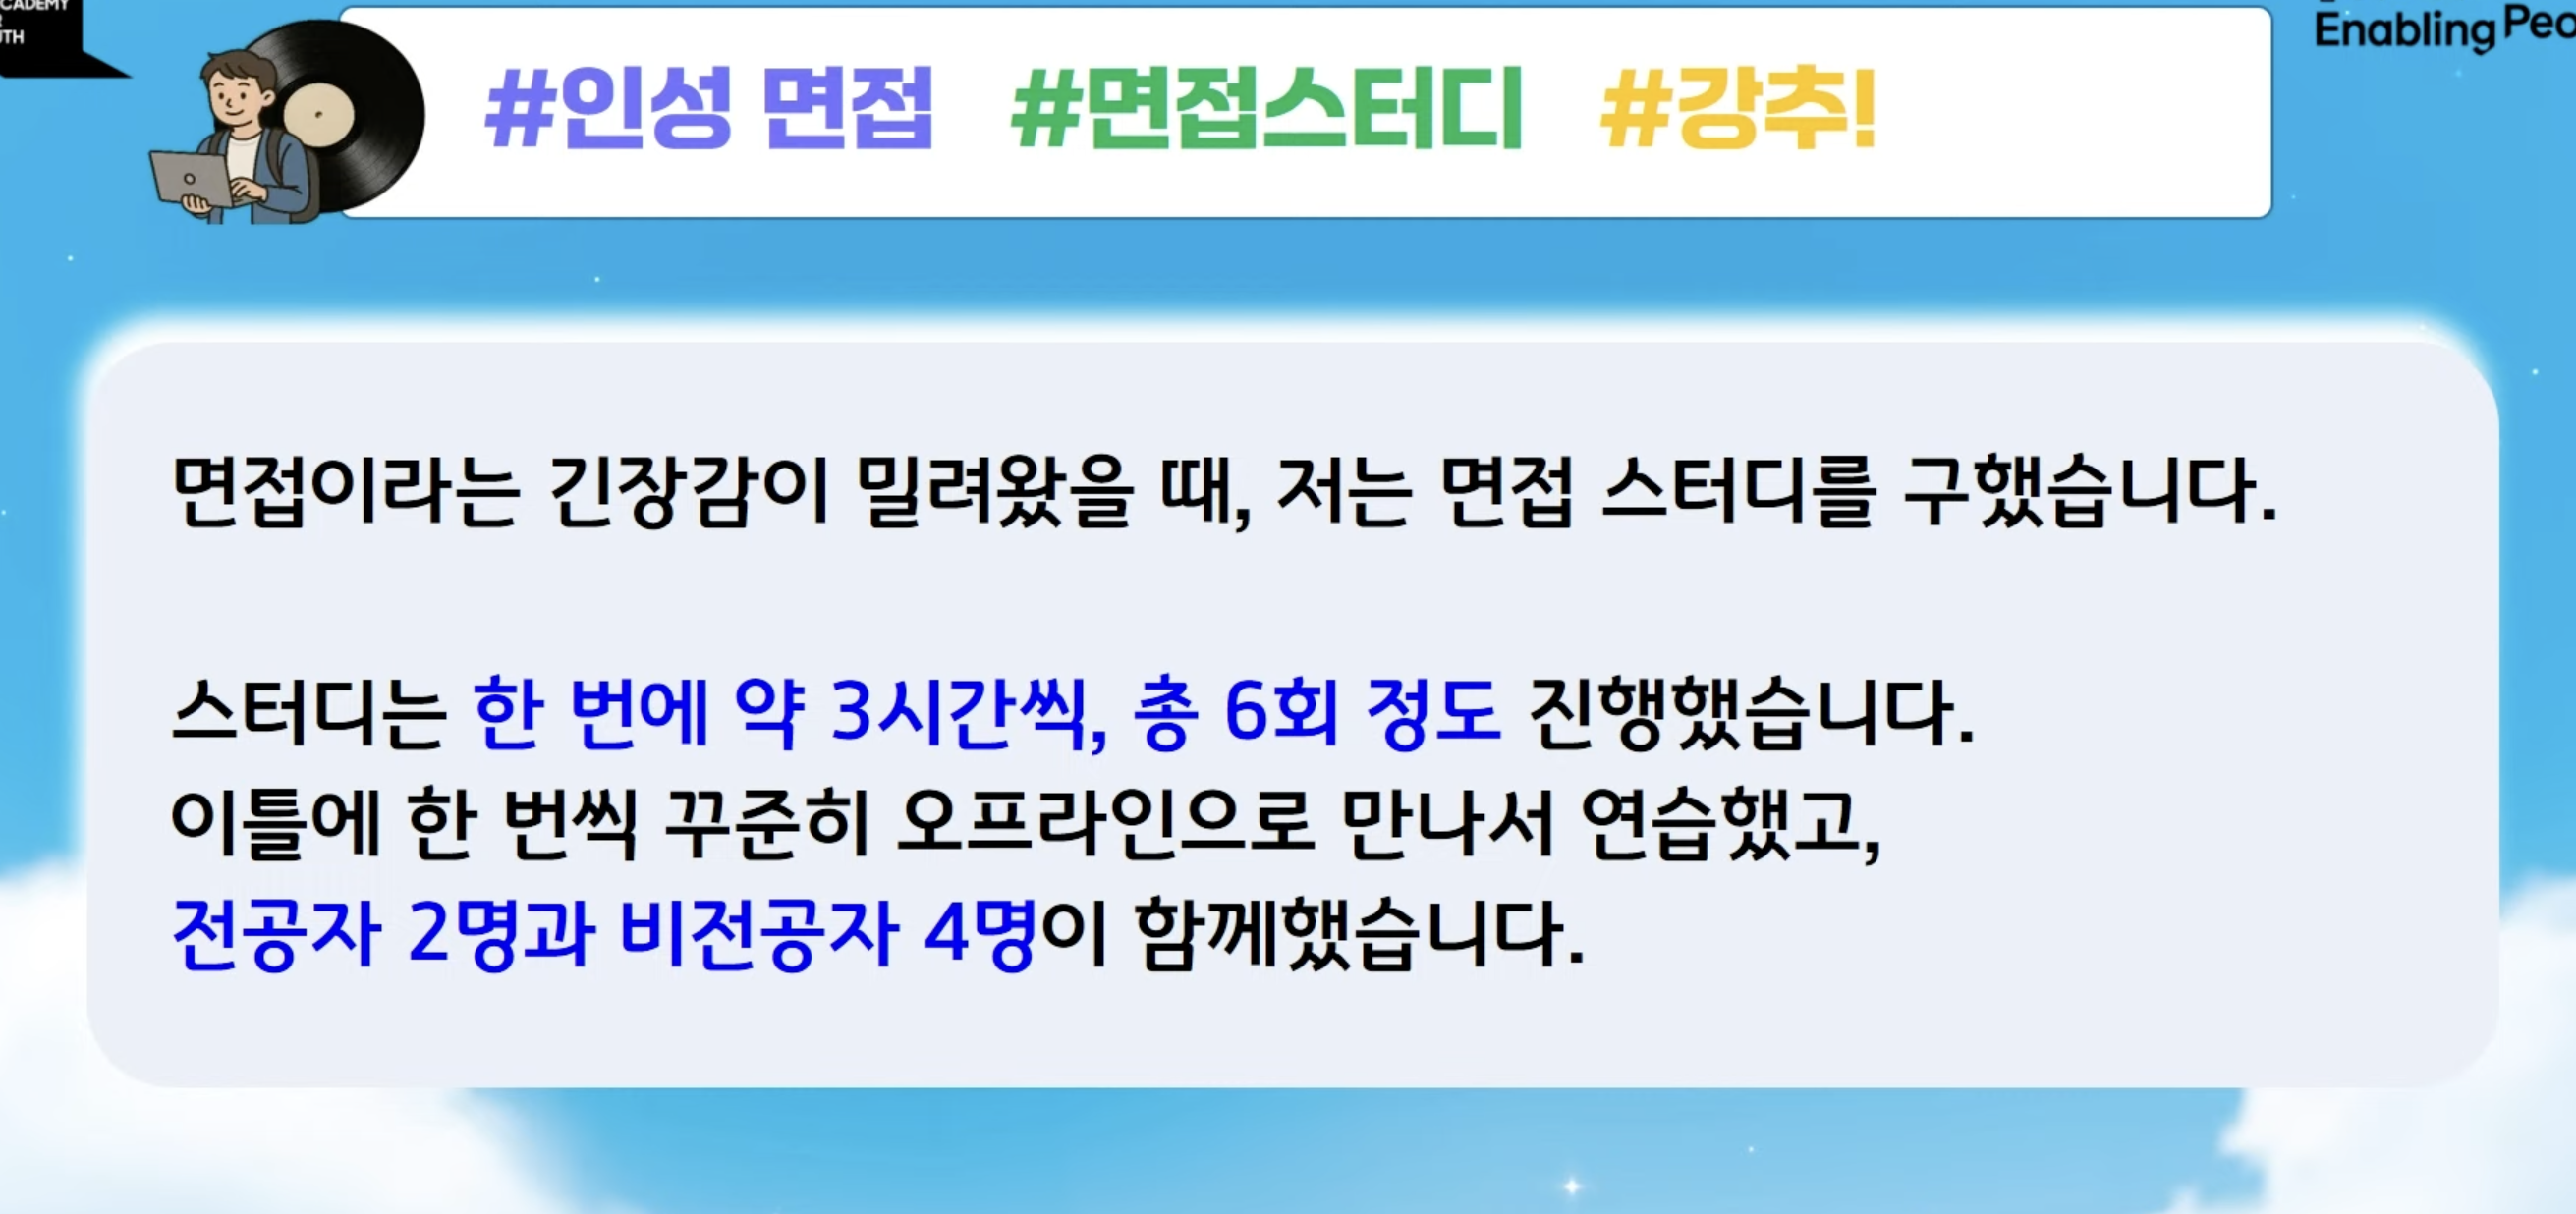 CADEMY
#인성 면접 #면접스터디 #강추!
Enabling
면접이라는 긴장감이 밀려왔을 때, 저는 면접 스터디를 구했습니다.
스터디는 한 번에 약 3시간씩, 총 6회 정도 진행했습니다.
이틀에 한 번씩 꾸준히 오프라인으로 만나서 연습했고,
전공자 2명과 비전공자 4명이 함께했습니다.